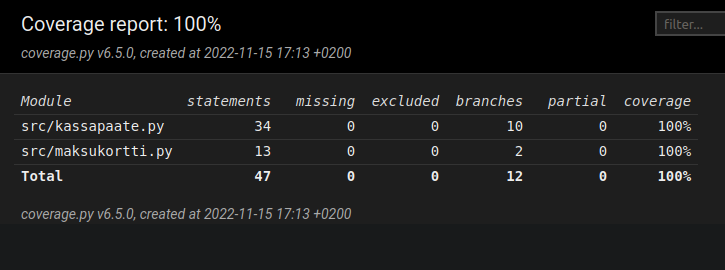 Coverage report: 100%
filter...
coverage.py v6.5.0, created at 2022-11-15 17:13 +0200
Module statements missing excluded branches partial coverage
src/kassapaate.py 34 0 0 10 0 100%
src/maksukortti.py 13 0 0 2 0 100%
Total 47 0 0 12 0 100%
coverage.py v6.5.0, created at 2022-11-15 17:13 +0200